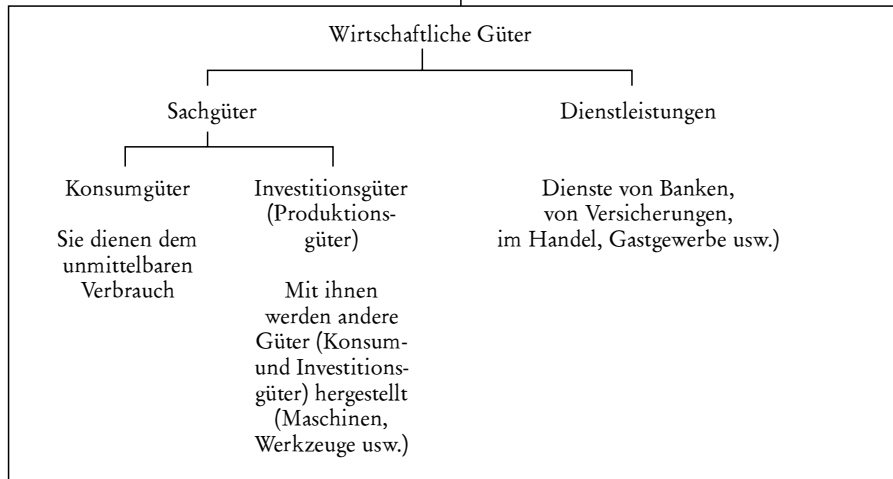 Wirtschaftliche Güter
Sachgüter
Dienstleistungen
Konsumgüter
Sie dienen dem
unmittelbaren
Verbrauch
Investitionsgüter
(Produktions-
güter)
Mit ihnen
werden andere
Güter (Konsum-
und Investitions-
güter) hergestellt
(Maschinen,
Werkzeuge usw.)
Dienste von Banken,
von Versicherungen,
im Handel, Gastgewerbe usw.)